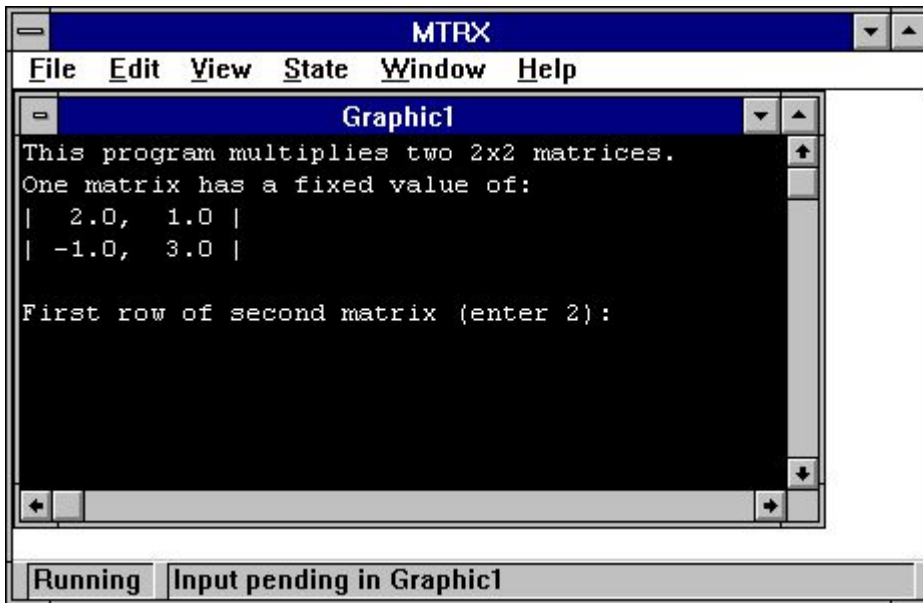 MTRX
File Edit View State Window Help
Graphic1
This program multiplies two 2x2 matrices.
One matrix has a fixed value of:
|  2.0,  1.0 |
| -1.0,  3.0 |
First row of second matrix (enter 2):
Running Input pending in Graphic1